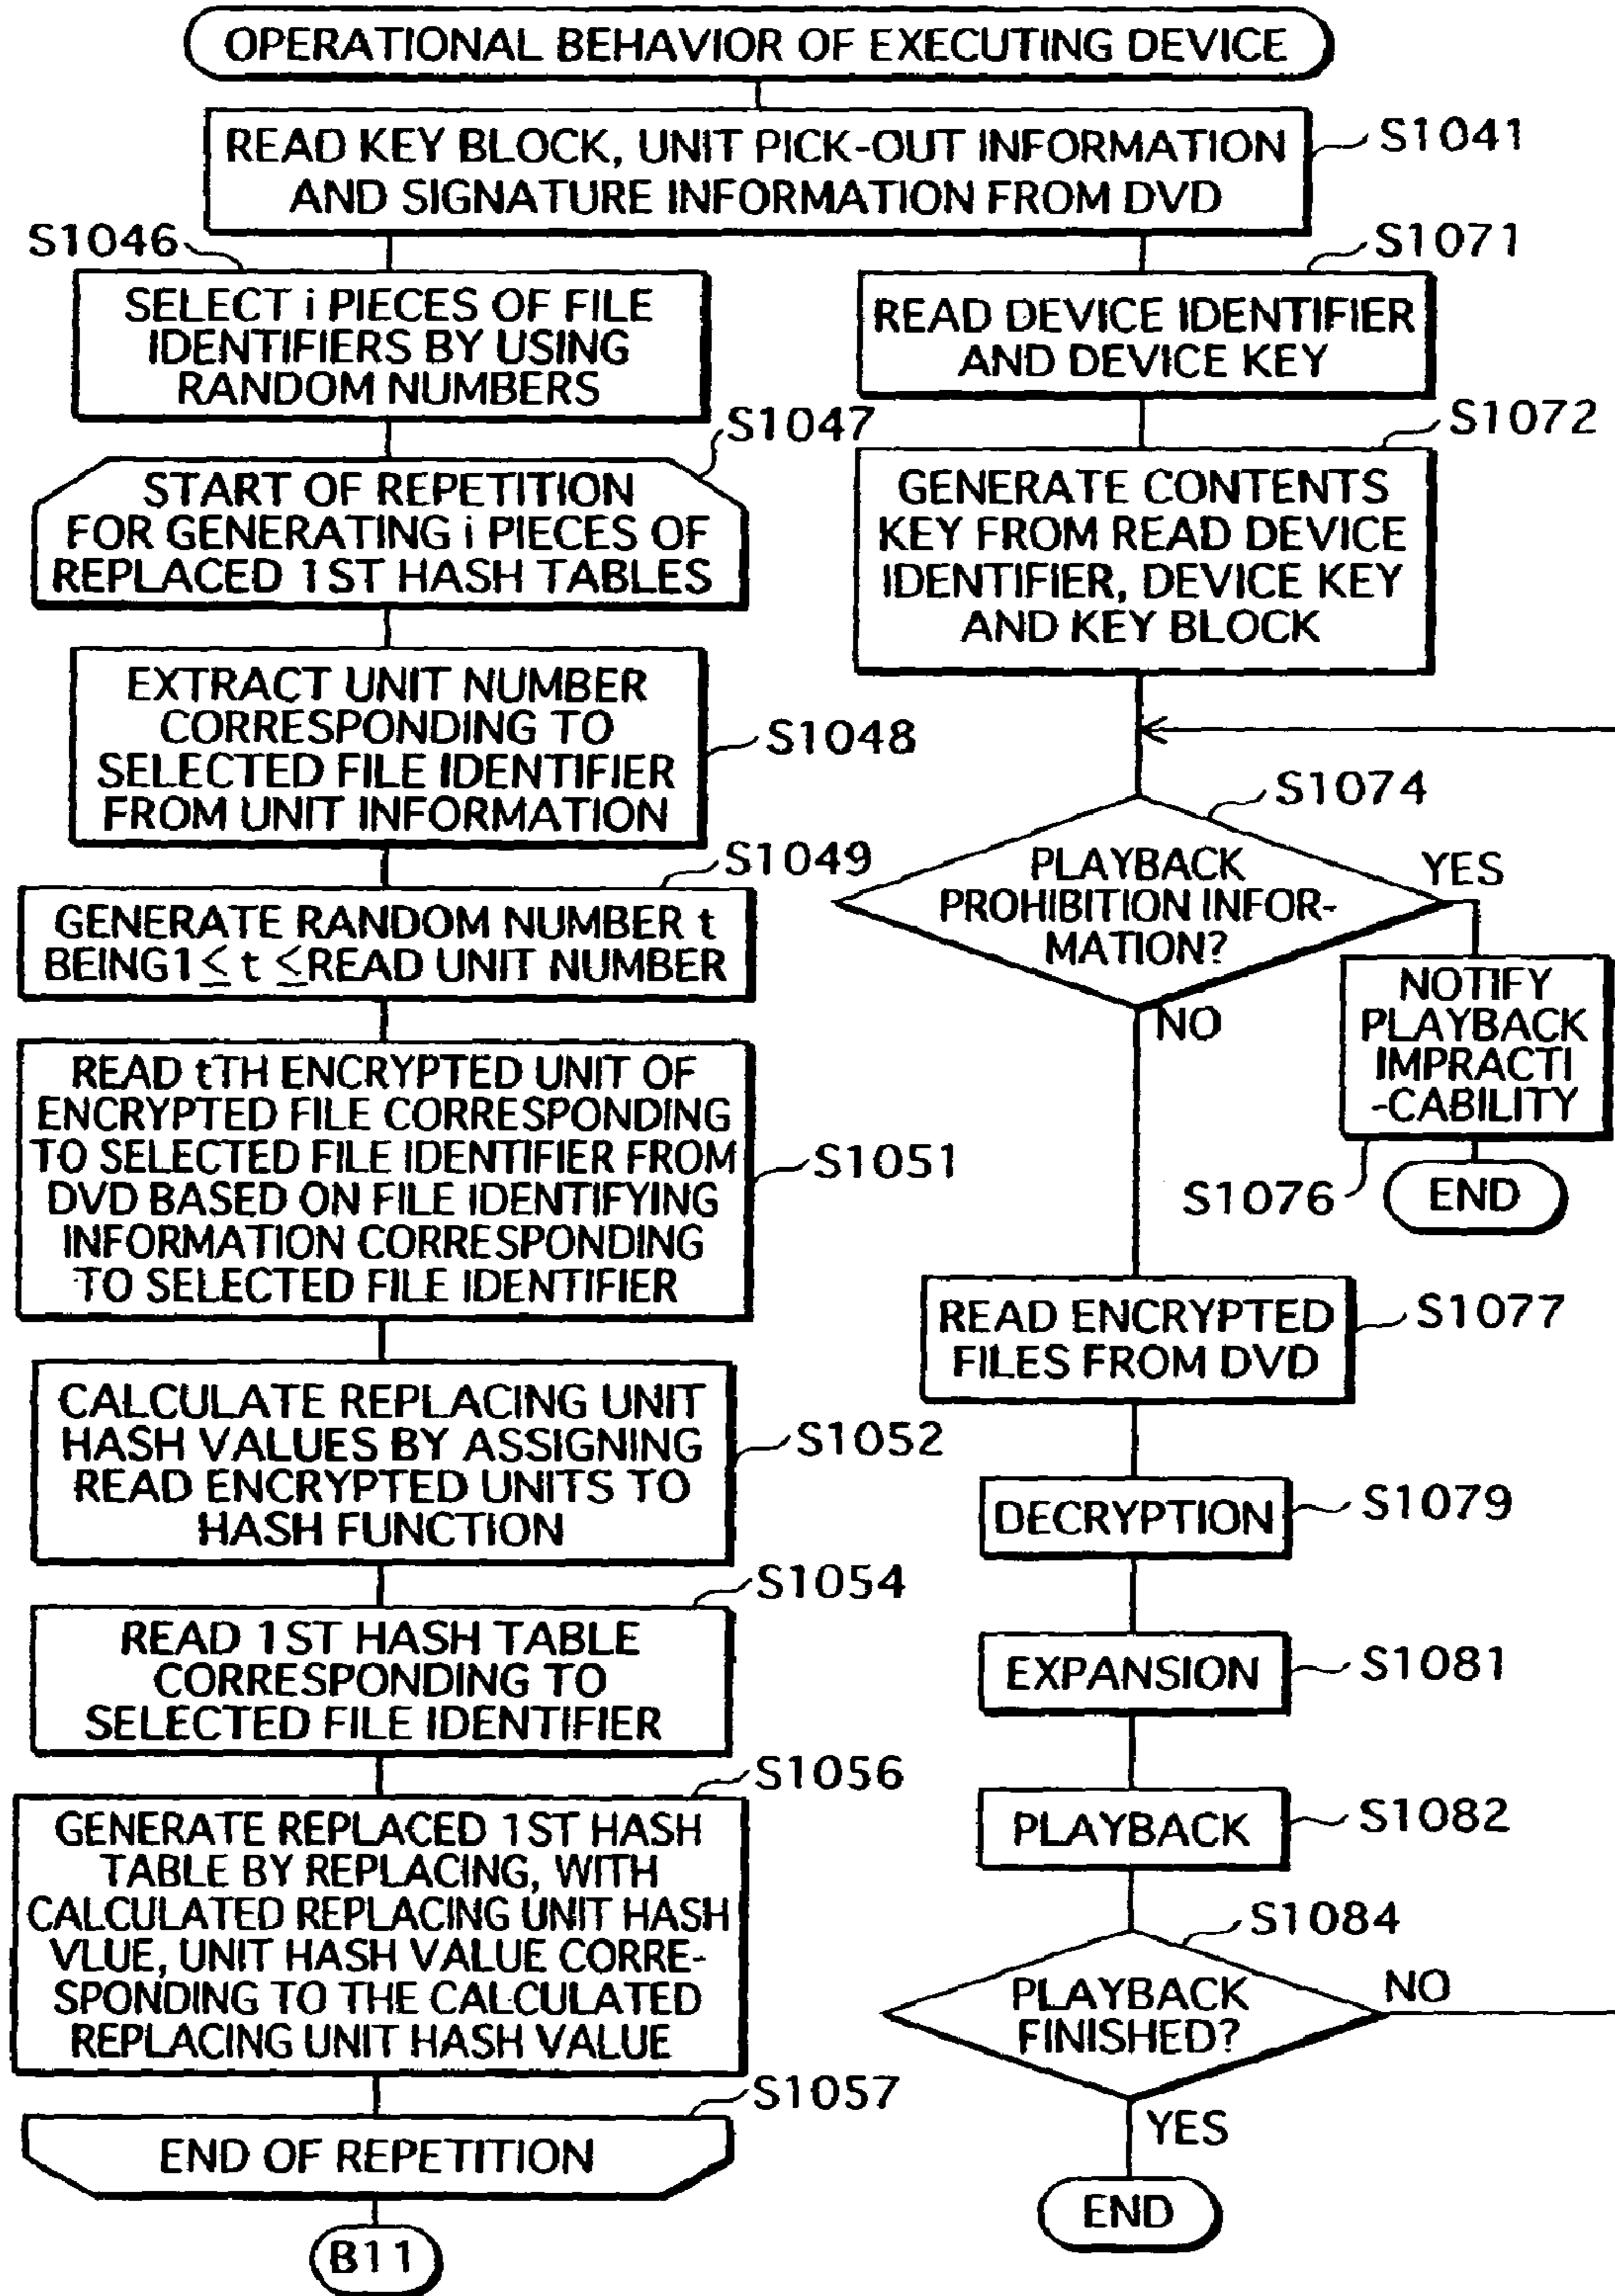 OPERATIONAL BEHAVIOR OF EXECUTING DEVICE
READ KEY BLOCK, UNIT PICK-OUT INFORMATION
AND SIGNATURE INFORMATION FROM DVD
S1041
S1046
SELECT i PIECES OF FILE
IDENTIFIERS BY USING
RANDOM NUMBERS
S1047
START OF REPETITION
FOR GENERATING i PIECES OF
REPLACED 1ST HASH TABLES
EXTRACT UNIT NUMBER
CORRESPONDING TO
SELECTED FILE IDENTIFIER
FROM UNIT INFORMATION
S1048
S1049
GENERATE RANDOM NUMBER t
BEING1≤ t ≤READ UNIT NUMBER
READ tTH ENCRYPTED UNIT OF
ENCRYPTED FILE CORRESPONDING
TO SELECTED FILE IDENTIFIER FROM
DVD BASED ON FILE IDENTIFYING
INFORMATION CORRESPONDING
TO SELECTED FILE IDENTIFIER
S1051
CALCULATE REPLACING UNIT
HASH VALUES BY ASSIGNING
READ ENCRYPTED UNITS TO
HASH FUNCTION
S1052
S1054
READ 1ST HASH TABLE
CORRESPONDING TO
SELECTED FILE IDENTIFIER
S1056
GENERATE REPLACED 1ST HASH
TABLE BY REPLACING, WITH
CALCULATED REPLACING UNIT HASH
VLUE, UNIT HASH VALUE CORRE-
SPONDING TO THE CALCULATED
REPLACING UNIT HASH VALUE
S1057
END OF REPETITION
B11
S1071
READ DEVICE IDENTIFIER
AND DEVICE KEY
S1072
GENERATE CONTENTS
KEY FROM READ DEVICE
IDENTIFIER, DEVICE KEY
AND KEY BLOCK
S1074
PLAYBACK
PROHIBITION INFOR-
MATION?
YES
NO
NOTIFY
PLAYBACK
IMPRACTI
-CABILITY
S1076
END
READ ENCRYPTED
FILES FROM DVD
S1077
DECRYPTION
S1079
EXPANSION
S1081
PLAYBACK
S1082
S1084
PLAYBACK
FINISHED?
NO
YES
END